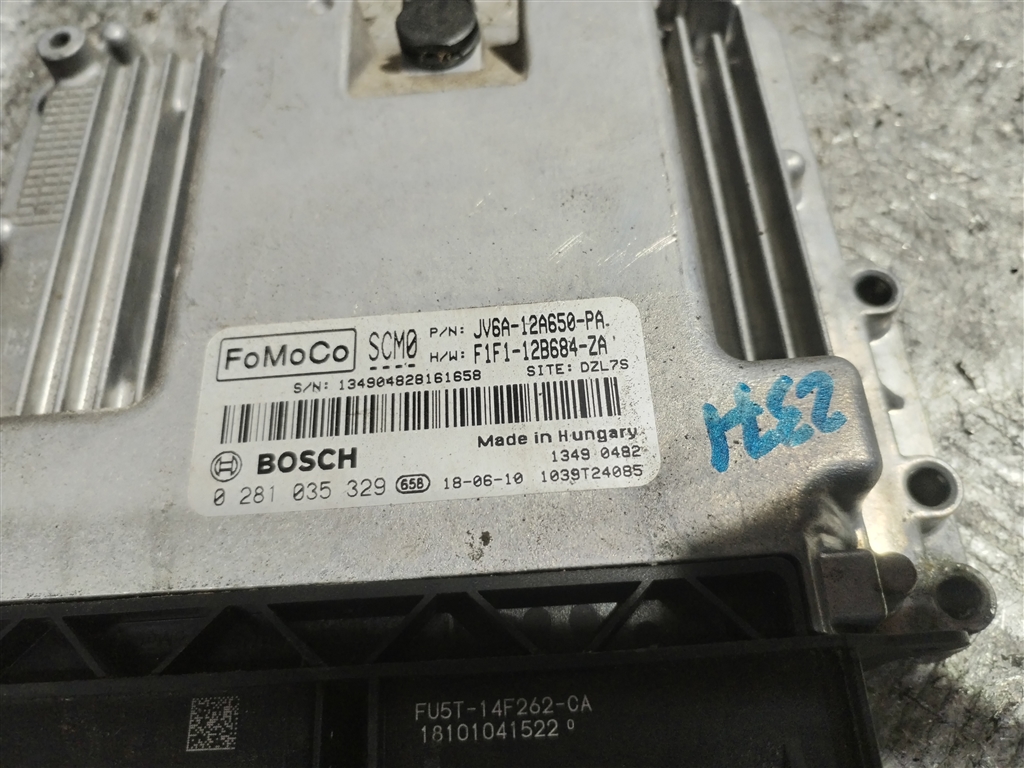 FoMoCo SCM0 P/N: JV6A-12A650-PA
H/W: F1F1-12B684-ZA
S/N: 134904828161658 SITE: DZL7S
Made in Hungary
BOSCH 1349 0482
0 281 035 329 658 18-06-10 1039T24085
FU5T-14F262-CA
18101041522